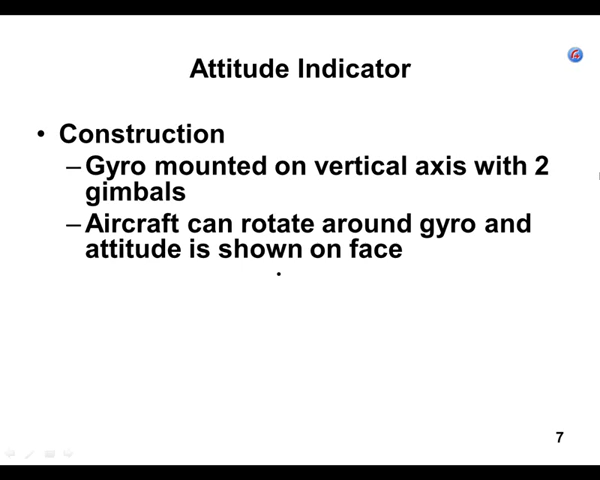 Attitude Indicator
• Construction
–Gyro mounted on vertical axis with 2
gimbals
–Aircraft can rotate around gyro and
attitude is shown on face
7